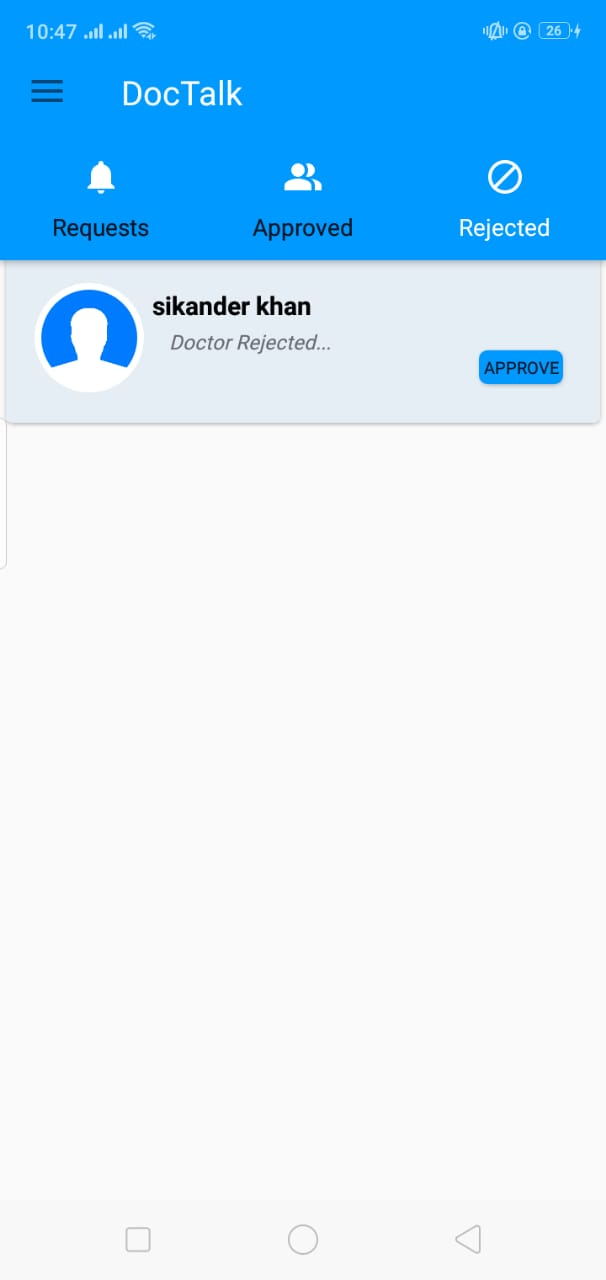 10:47 26
DocTalk
Requests Approved Rejected
sikander khan
Doctor Rejected...
APPROVE